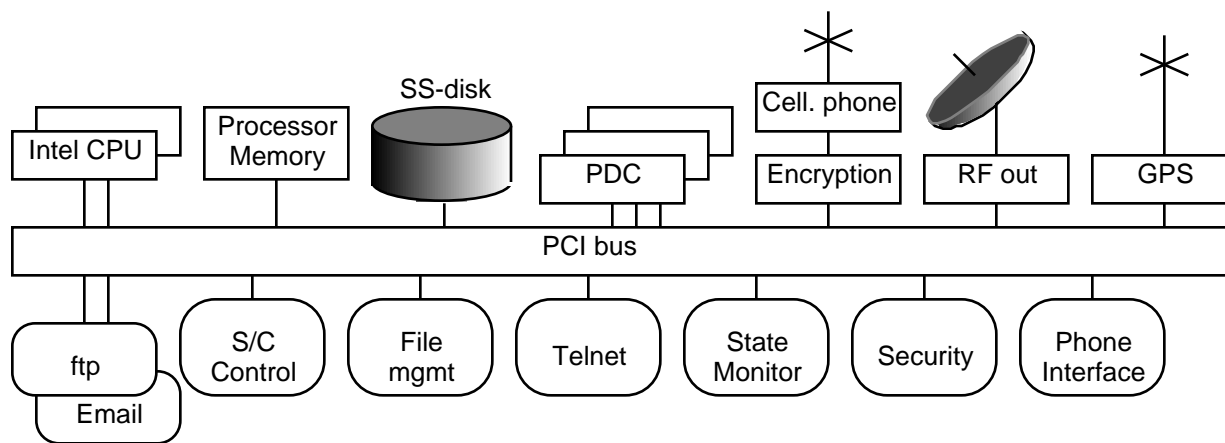 SS-disk
Cell. phone
Intel CPU
Processor
Memory
PDC
Encryption
RF out
GPS
PCI bus
ftp
Email
S/C
Control
File
mgmt
Telnet
State
Monitor
Security
Phone
Interface